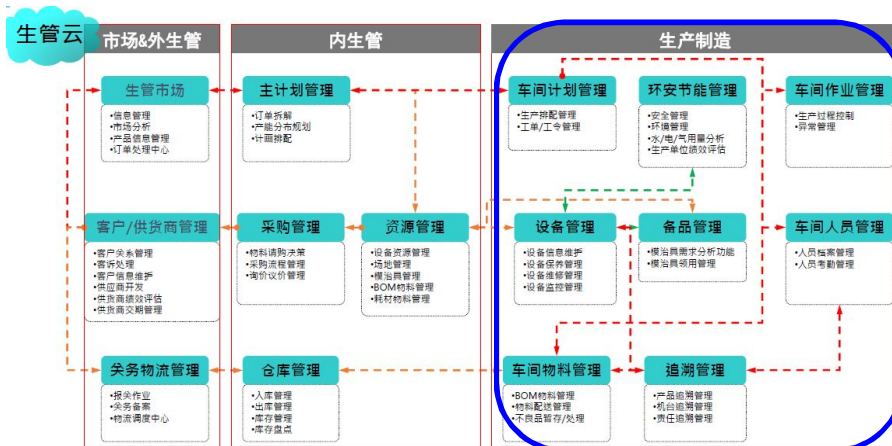 生管云
市场&外生管
内生管
生产制造
生管市场
•信息管理
•市场分析
•产品信息管理
•订单处理中心
主计划管理
•订单拆解
•产能分布规划
•计画排配
车间计划管理
•生产排配管理
•工单/工令管理
环安节能管理
•安全管理
•环境管理
•水/电/气用量分析
•生产单位绩效评估
车间作业管理
•生产过程控制
•异常管理
客户/供货商管理
•客户关系管理
•客诉处理
•客户信息维护
•供应商开发
•供货商绩效评估
•供货商交期管理
采购管理
•物料请购决策
•采购流程管理
•询价议价管理
资源管理
•设备资源管理
•场地管理
•模治具管理
•BOM物料管理
•耗材物料管理
设备管理
•设备信息维护
•设备保养管理
•设备维修管理
•设备监控管理
备品管理
•模治具需求分析功能
•模治具领用管理
车间人员管理
•人员档案管理
•人员考勤管理
关务物流管理
•报关作业
•关务备案
•物流调度中心
仓库管理
•入库管理
•出库管理
•库存管理
•库存盘点
车间物料管理
•BOM物料管理
•物料配送管理
•不良品暂存/处理
追溯管理
•产品追溯管理
•机台追溯管理
•责任追溯管理